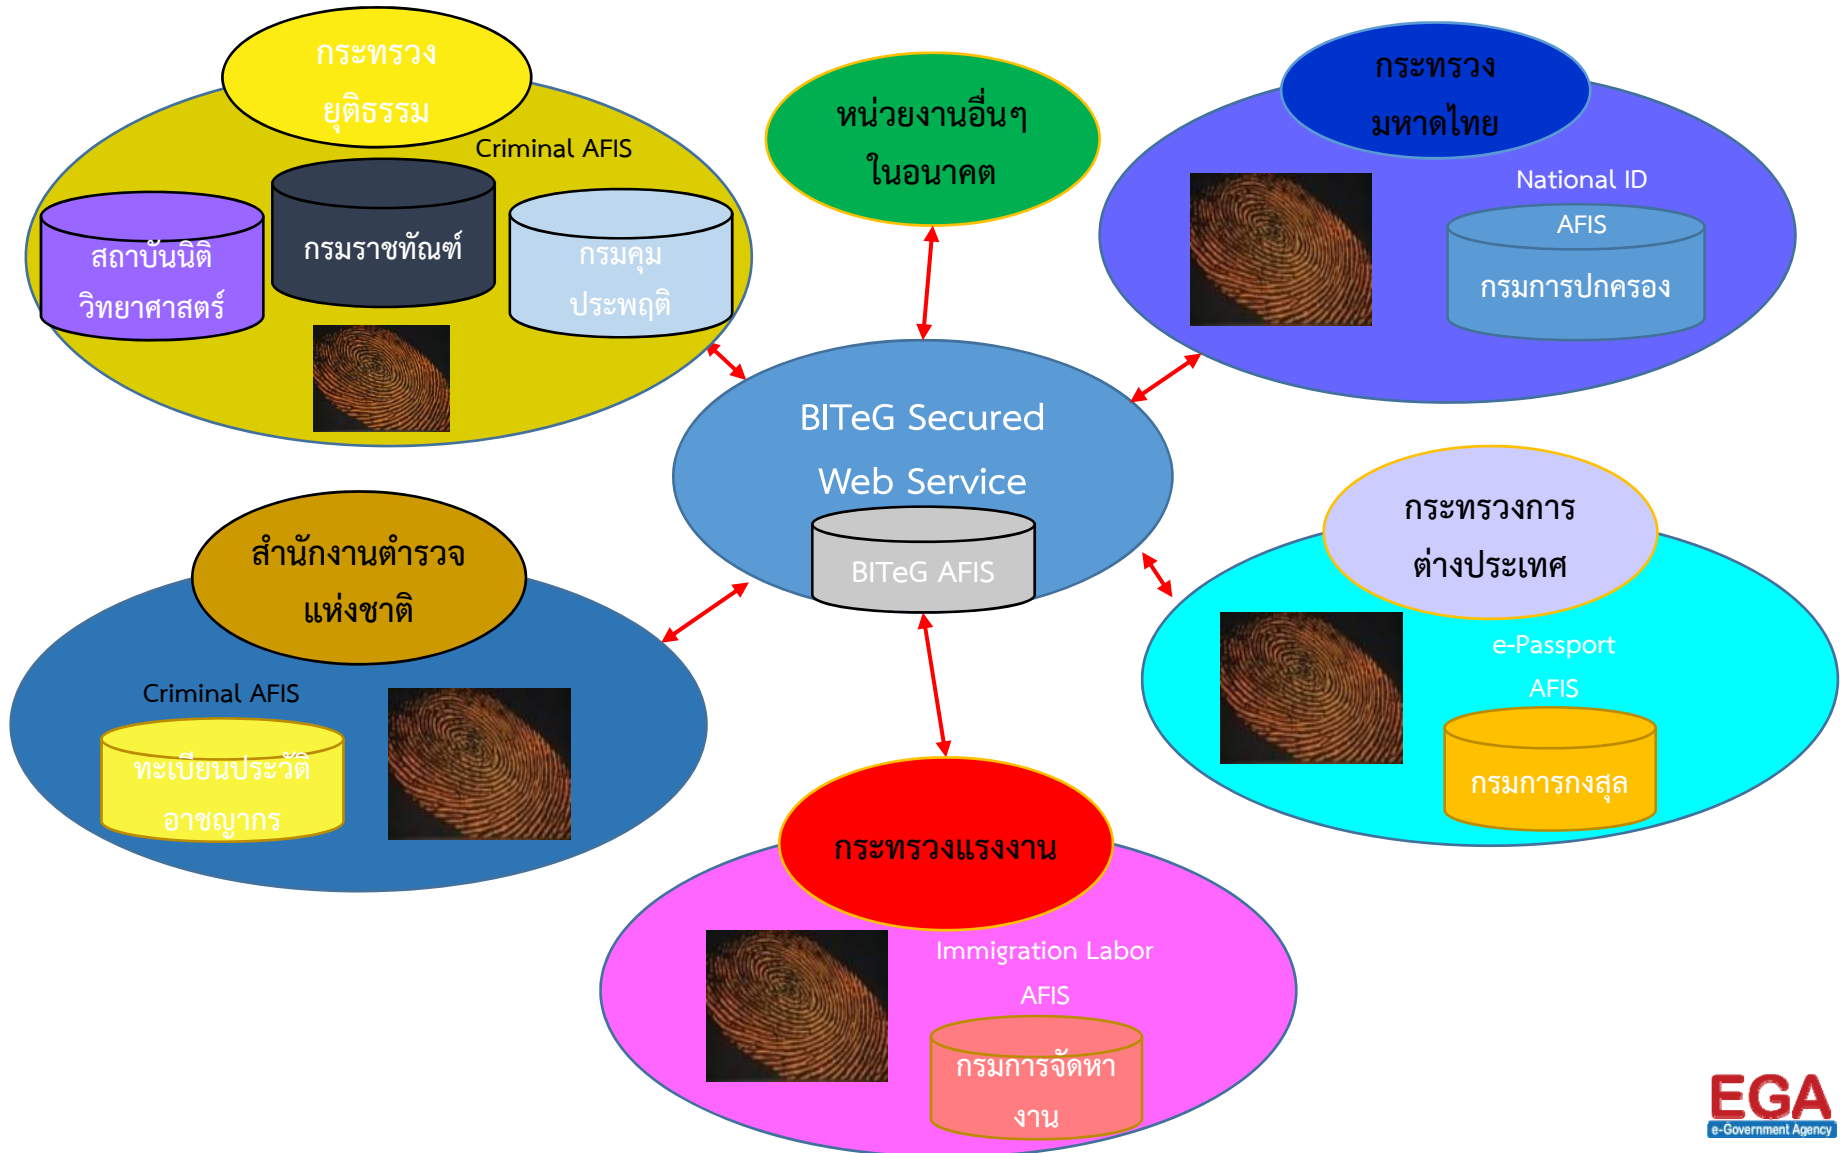 กระทรวง
ยุติธรรม
Criminal AFIS
สถาบันนิติ
วิทยาศาสตร์
กรมราชทัณฑ์
กรมคุม
ประพฤติ
หน่วยงานอื่นๆ
ในอนาคต
กระทรวง
มหาดไทย
National ID
AFIS
กรมการปกครอง
BITeG Secured
Web Service
BITeG AFIS
สำนักงานตำรวจ
แห่งชาติ
Criminal AFIS
ทะเบียนประวัติ
อาชญากร
กระทรวงการ
ต่างประเทศ
e-Passport
AFIS
กรมการกงสุล
กระทรวงแรงงาน
Immigration Labor
AFIS
กรมการจัดหา
งาน
EGA
e-Government Agency